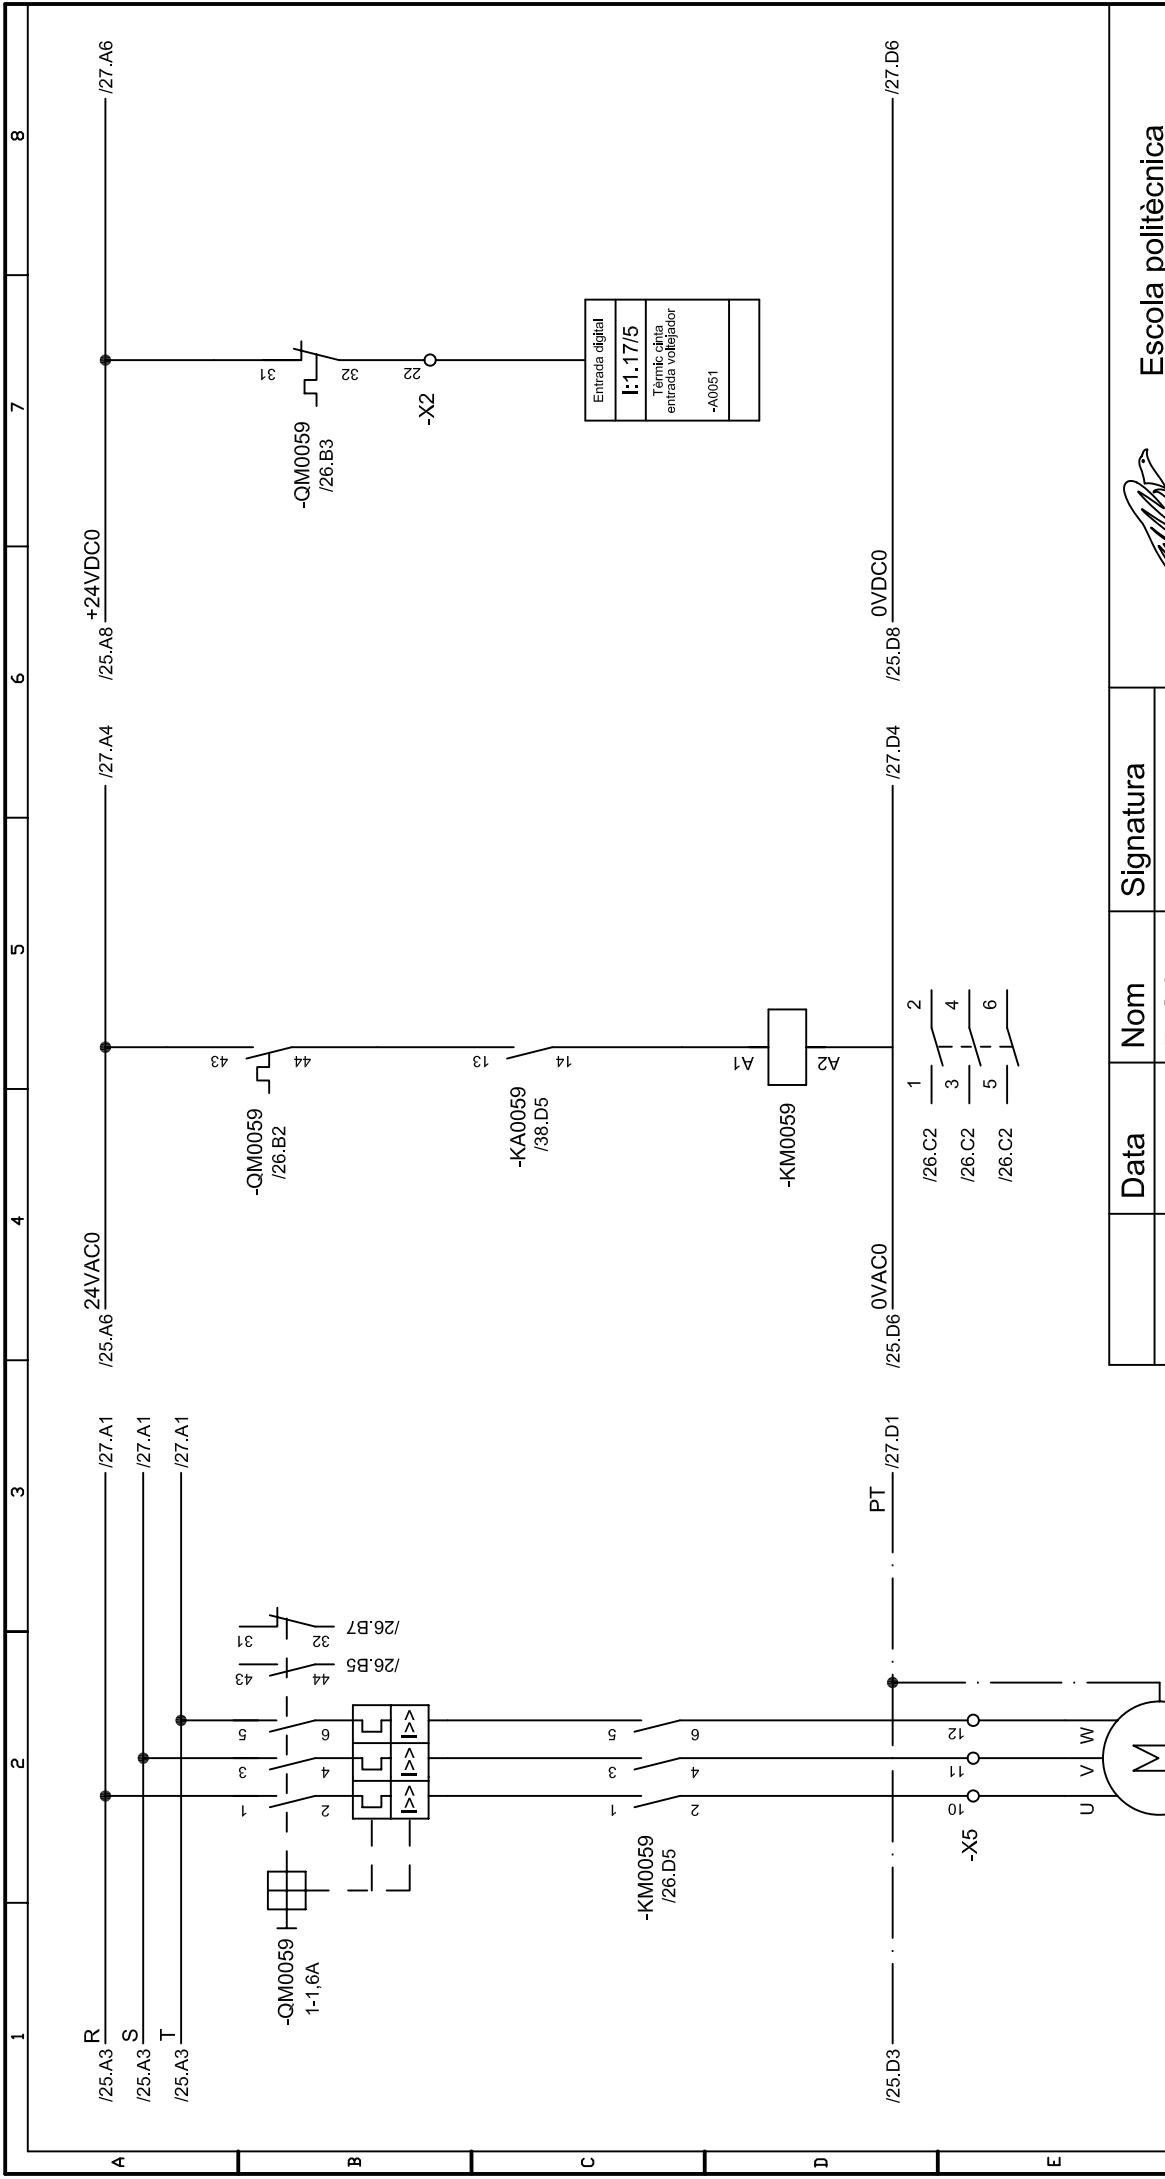 1
2
3
4
5
6
7
8
A
B
C
D
E
/25.A3
R
/27.A1
/25.A3
S
/27.A1
/25.A3
T
/27.A1
/25.A6
24VAC0
/27.A4
/25.A8
+24VDC0
/27.A6
-QM0059
1-1,6A
1
3
5
43
31
2
4
6
44
32
/26.B5
/26.B7
I>>
I>>
I>>
-KM0059
/26.D5
1
3
5
2
4
6
/25.D3
PT
/27.D1
-X5
10
11
12
U
V
W
M
-QM0059
/26.B2
43
44
-KA0059
/38.D5
13
14
-KM0059
A1
A2
/25.D6
0VAC0
/27.D4
/26.C2
1
2
/26.C2
3
4
/26.C2
5
6
-QM0059
/26.B3
31
32
-X2
22
Entrada digital
I:1.17/5
Tèrmic cinta
entrada voltejador
-A0051
/25.D8
0VDC0
/27.D6
Data
Nom
Signatura
Escola politècnica